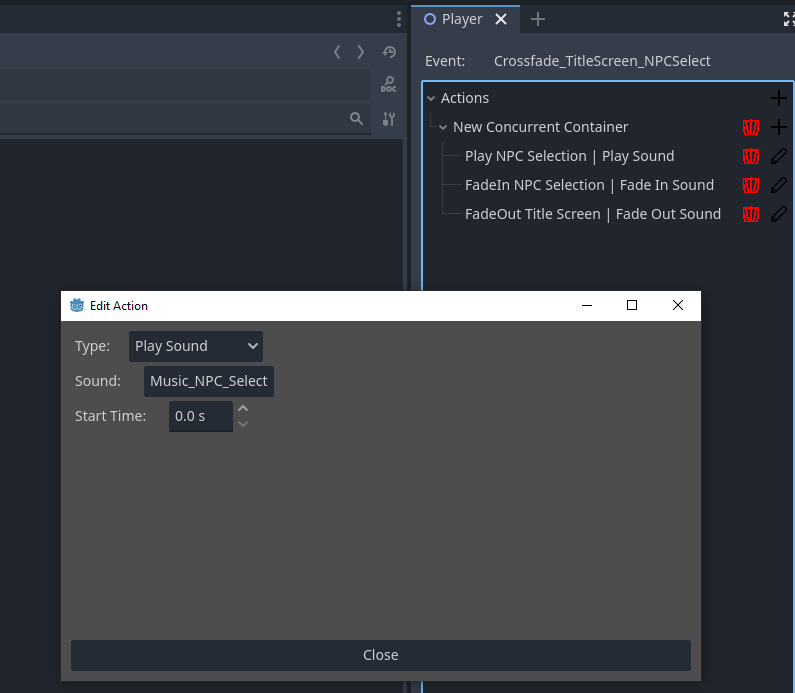 Player
Event: Crossfade_TitleScreen_NPCSelect
DOC
Actions
New Concurrent Container
Play NPC Selection | Play Sound
FadeIn NPC Selection | Fade In Sound
FadeOut Title Screen | Fade Out Sound
Edit Action
Type: Play Sound
Sound: Music_NPC_Select
Start Time: 0.0 s
Close